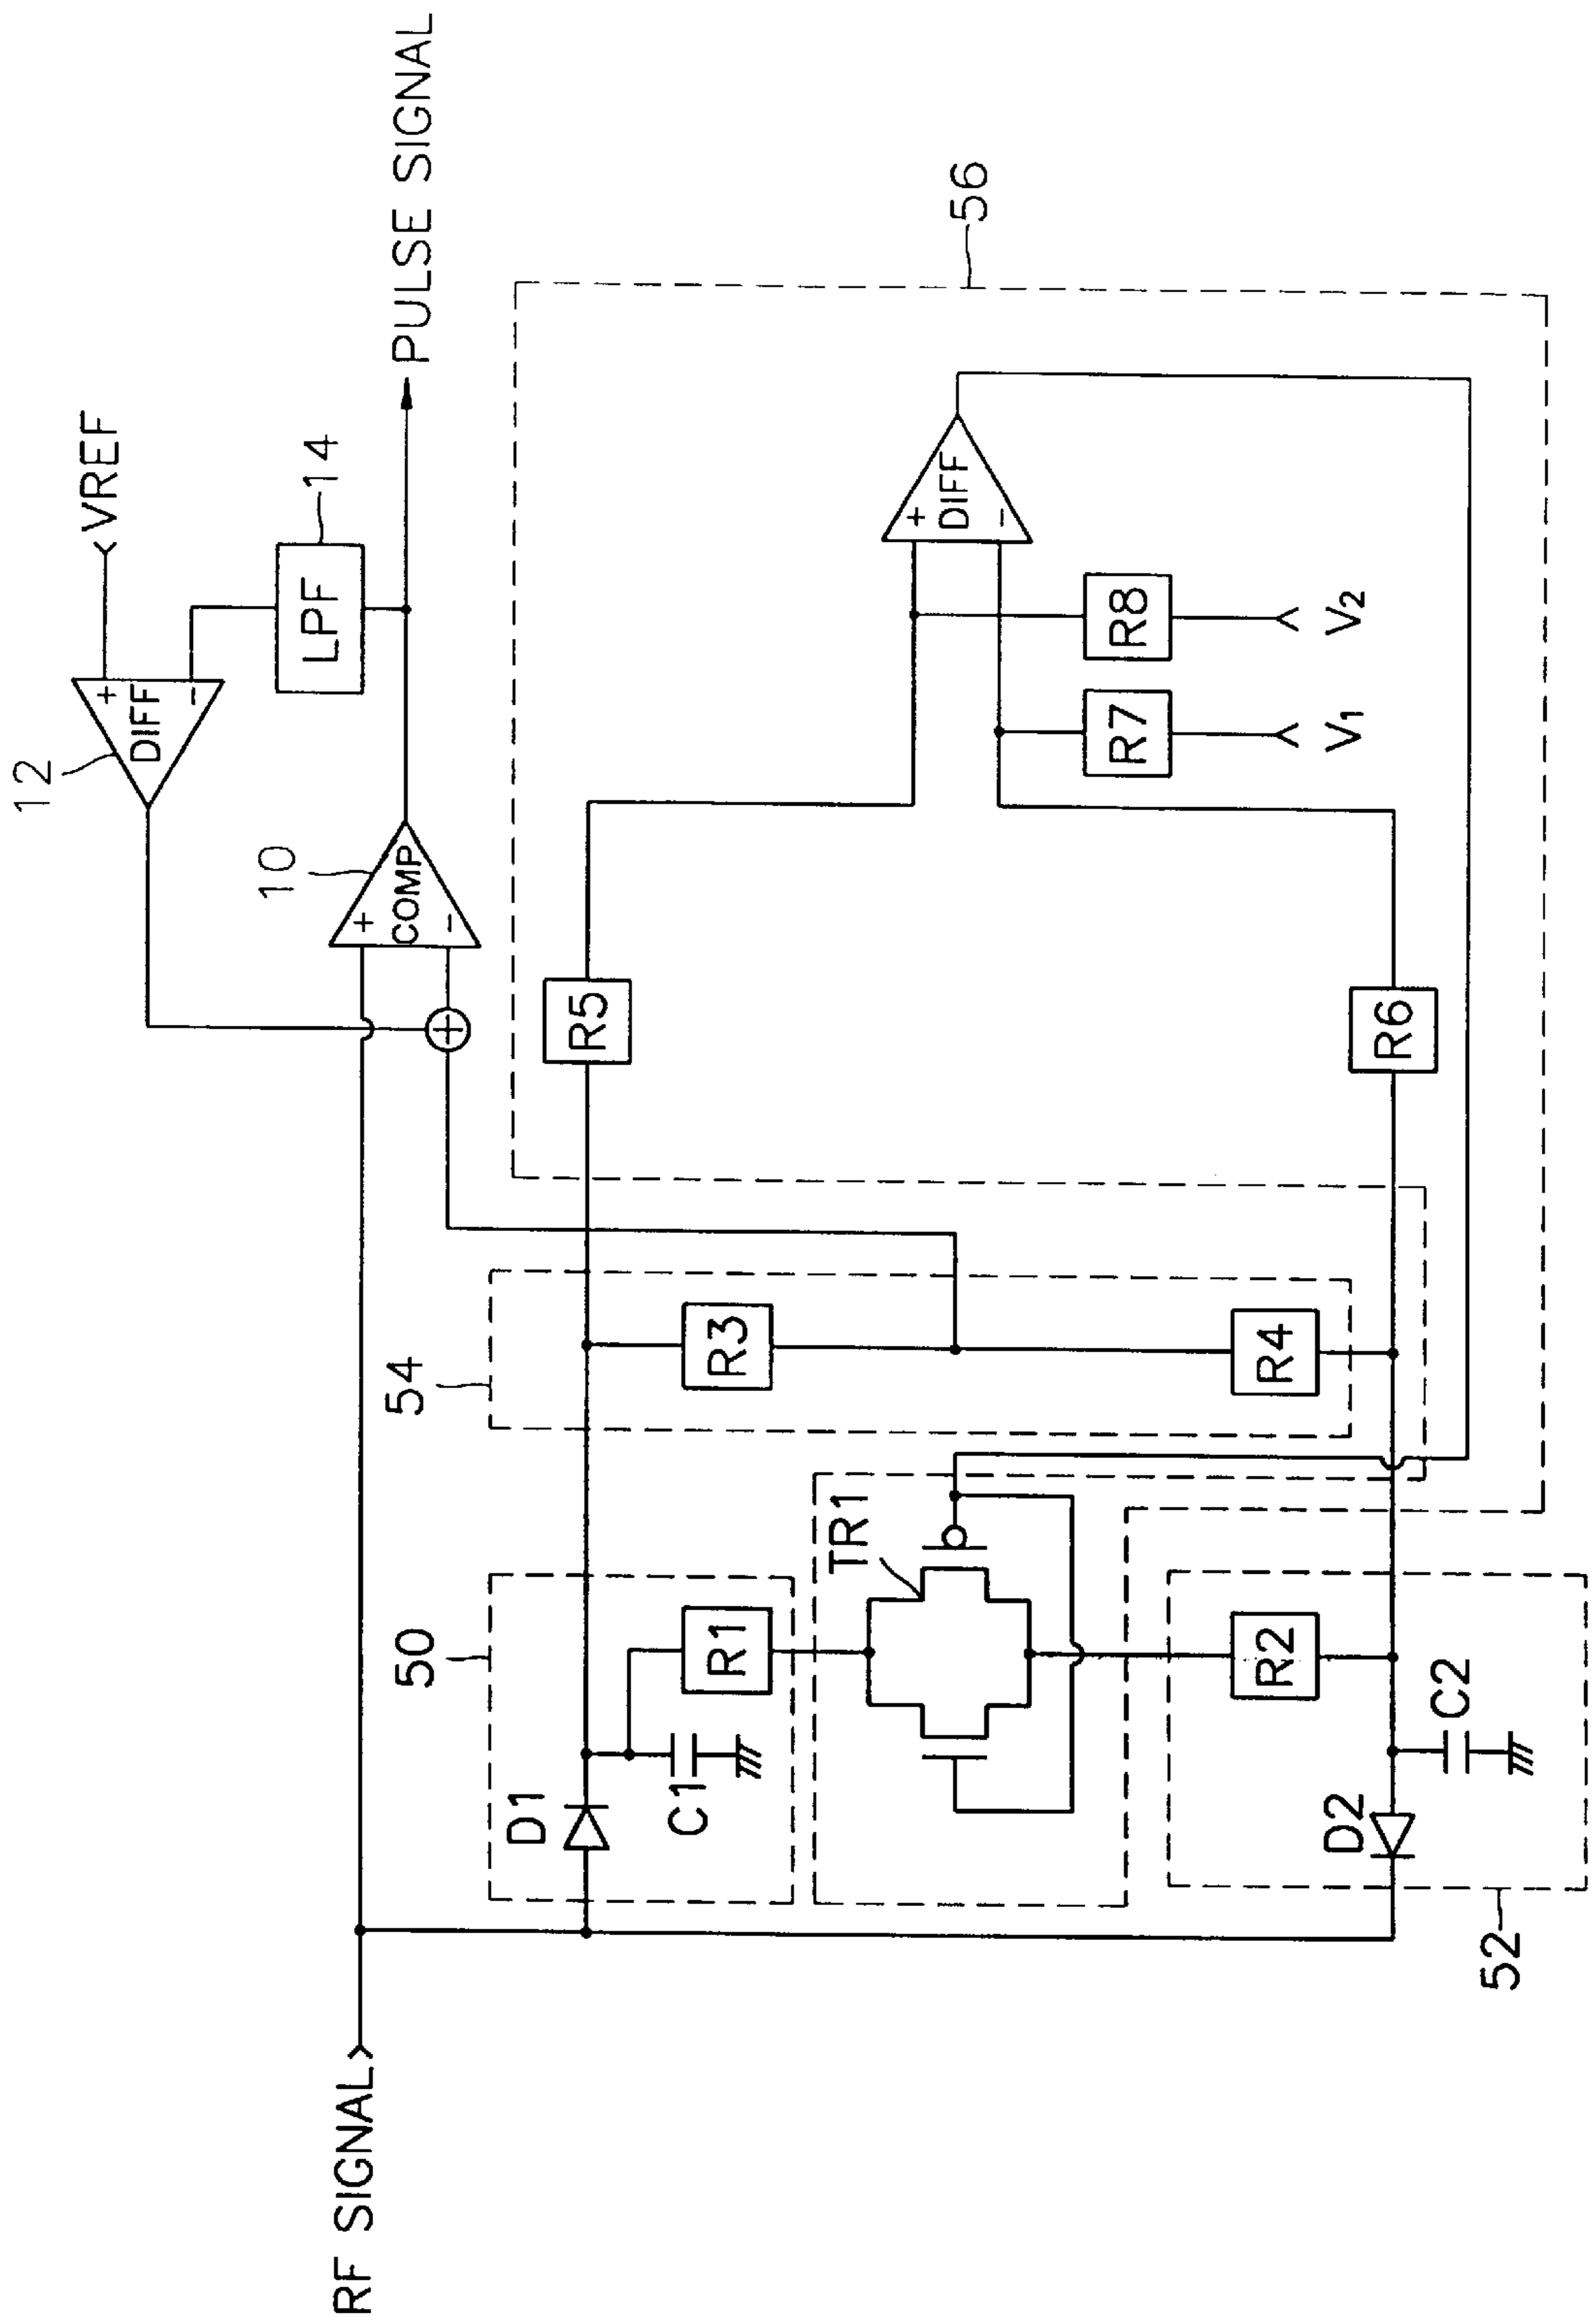 12
+
DIFF
−
VREF
LPF
14
10
+
COMP
−
PULSE SIGNAL
RF SIGNAL
50
D1
C1
R1
54
R3
R4
R5
TR1
52
D2
C2
R2
R6
56
+
DIFF
−
R7
R8
V1
V2